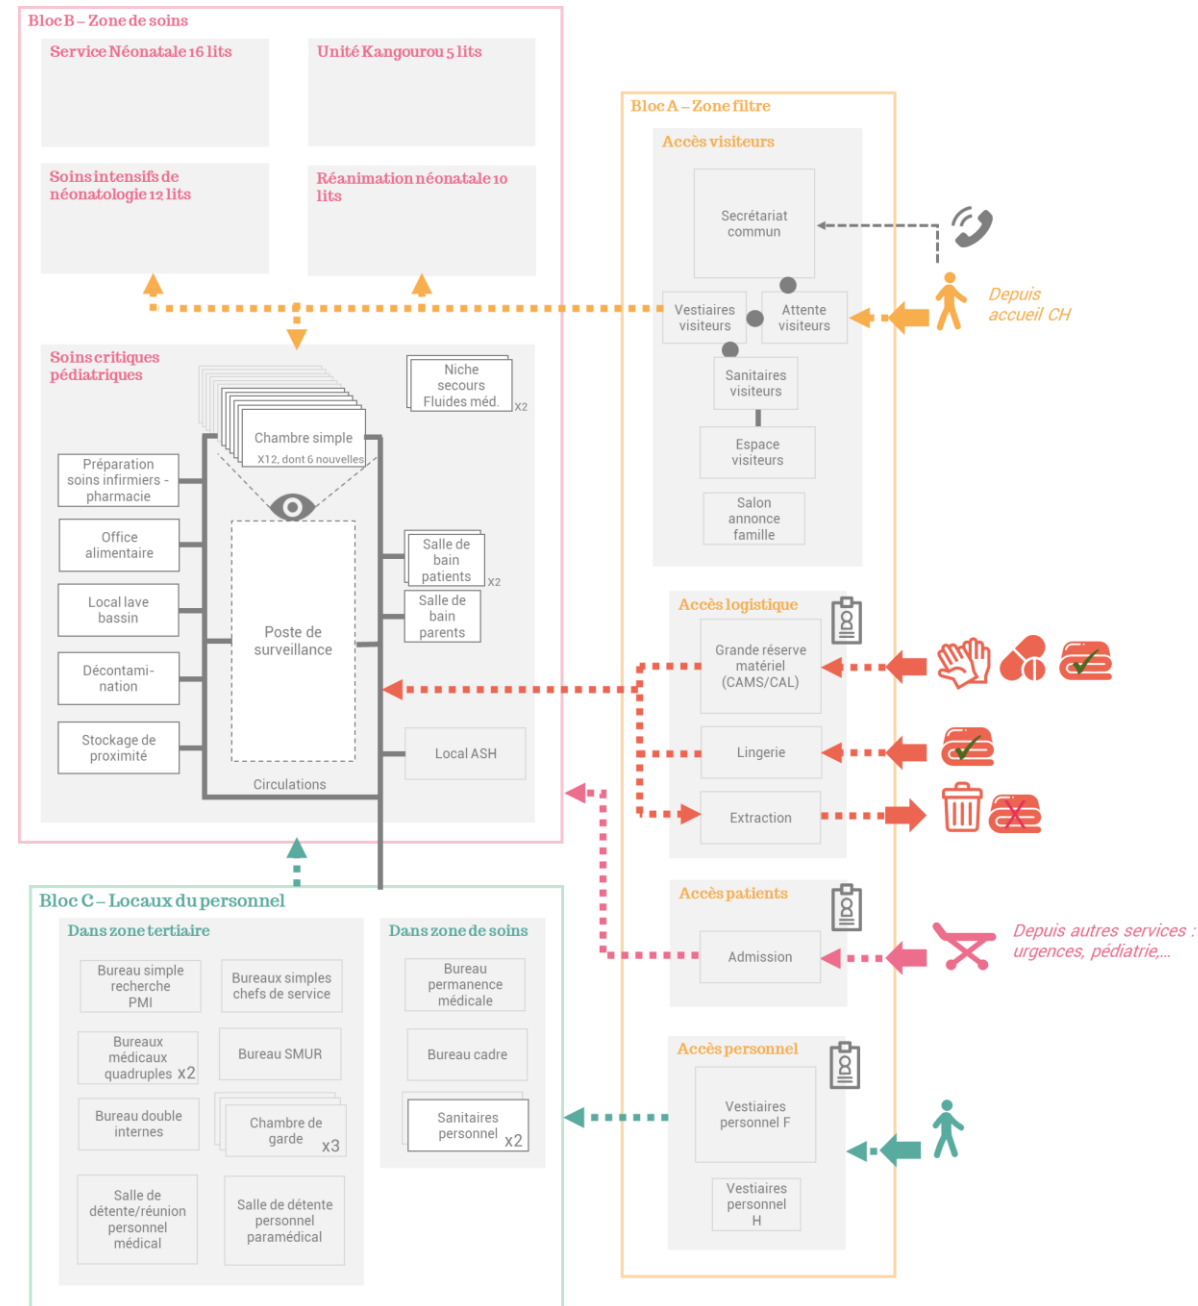 Bloc B – Zone de soins
Service Néonatale 16 lits
Unité Kangourou 5 lits
Soins intensifs de
néonatologie 12 lits
Réanimation néonatale 10
lits
Soins critiques
pédiatriques
Niche
secours
Fluides méd.
X2
Chambre simple
X12, dont 6 nouvelles
Préparation
soins infirmiers -
pharmacie
Office
alimentaire
Local lave
bassin
Décontami-
nation
Stockage de
proximité
Poste de
surveillance
Salle de
bain
patients
X2
Salle de
bain
parents
Local ASH
Circulations
Bloc A – Zone filtre
Accès visiteurs
Secrétariat
commun
Vestiaires
visiteurs
Attente
visiteurs
Sanitaires
visiteurs
Espace
visiteurs
Salon
annonce
famille
Depuis
accueil CH
Accès logistique
Grande réserve
matériel
(CAMS/CAL)
Lingerie
Extraction
Accès patients
Admission
Depuis autres services :
urgences, pédiatrie,...
Accès personnel
Vestiaires
personnel F
Vestiaires
personnel
H
Bloc C – Locaux du personnel
Dans zone tertiaire
Bureau simple
recherche
PMI
Bureaux simples
chefs de service
Bureaux
médicaux
quadruples x2
Bureau SMUR
Bureau double
internes
Chambre de
garde
x3
Salle de
détente/réunion
personnel
médical
Salle de détente
personnel
paramédical
Dans zone de soins
Bureau
permanence
médicale
Bureau cadre
Sanitaires
personnel
x2